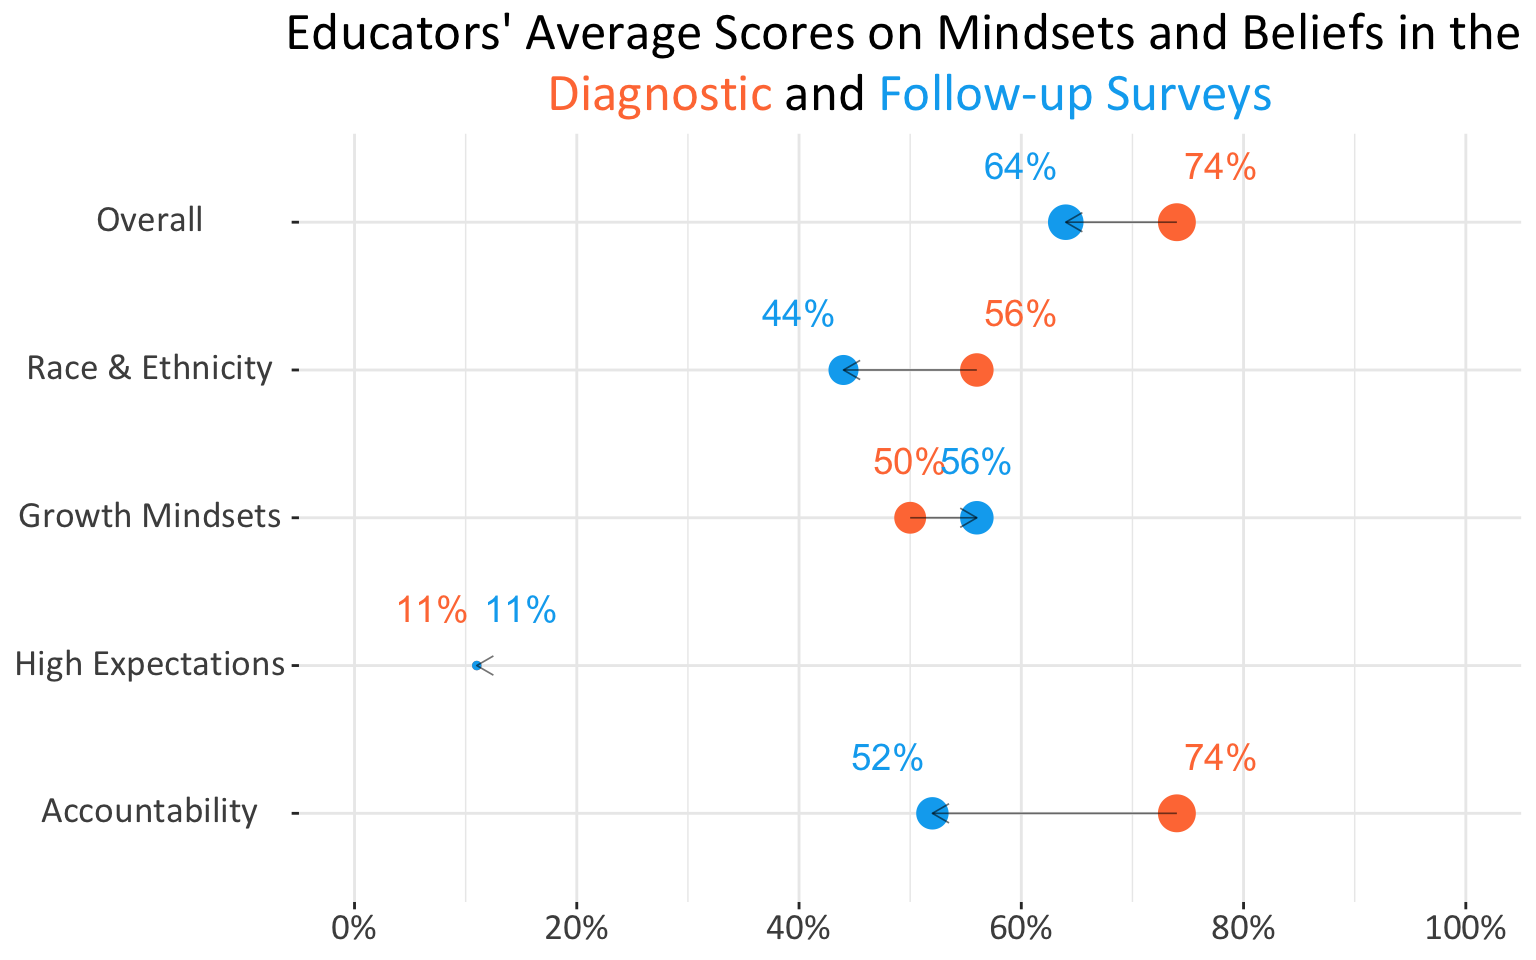 Educators' Average Scores on Mindsets and Beliefs in the
Diagnostic and Follow-up Surveys
64% 74%
Overall
44% 56%
Race & Ethnicity
50% 56%
Growth Mindsets
11% 11%
High Expectations
52% 74%
Accountability
0% 20% 40% 60% 80% 100%